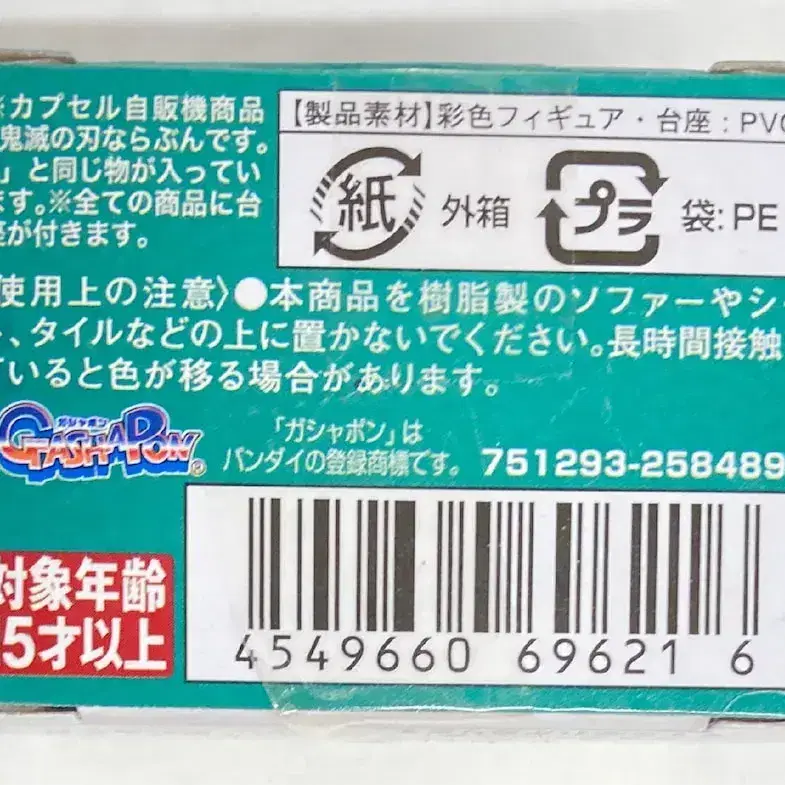 ※カプセル自販機商品
鬼滅の刃ならぶんです。
」と同じ物が入ってい
ます。※全ての商品に台
座が付きます。
【製品素材】彩色フィギュア・台座：PVC
紙 外箱 プラ 袋:PE
使用上の注意〉●本商品を樹脂製のソファーやシ
、タイルなどの上に置かないでください。長時間接触
ていると色が移る場合があります。
ガシャポン
GASHAPON®
「ガシャポン」は
バンダイの登録商標です。 751293-258489
対象年齢
15才以上
4549660 69621 6